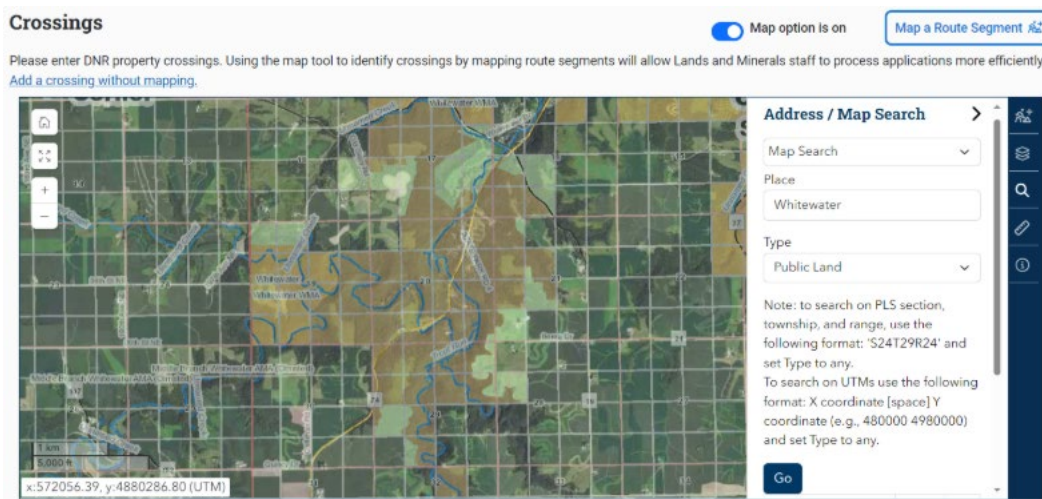 Crossings
Map option is on
Map a Route Segment
Please enter DNR property crossings. Using the map tool to identify crossings by mapping route segments will allow Lands and Minerals staff to process applications more efficiently
Add a crossing without mapping.
Whitewater WMA
Whitewater
Whitewater WMA
Middle Branch Whitewater AMA (Olmsted)
1 km
5,000 ft
x:572056.39, y:4880286.80 (UTM)
Address / Map Search
Map Search
Place
Whitewater
Type
Public Land
Note: to search on PLS section,
township, and range, use the
following format: 'S24T29R24' and
set Type to any.
To search on UTMs use the following
format: X coordinate [space] Y
coordinate (e.g., 480000 4980000)
and set Type to any.
Go